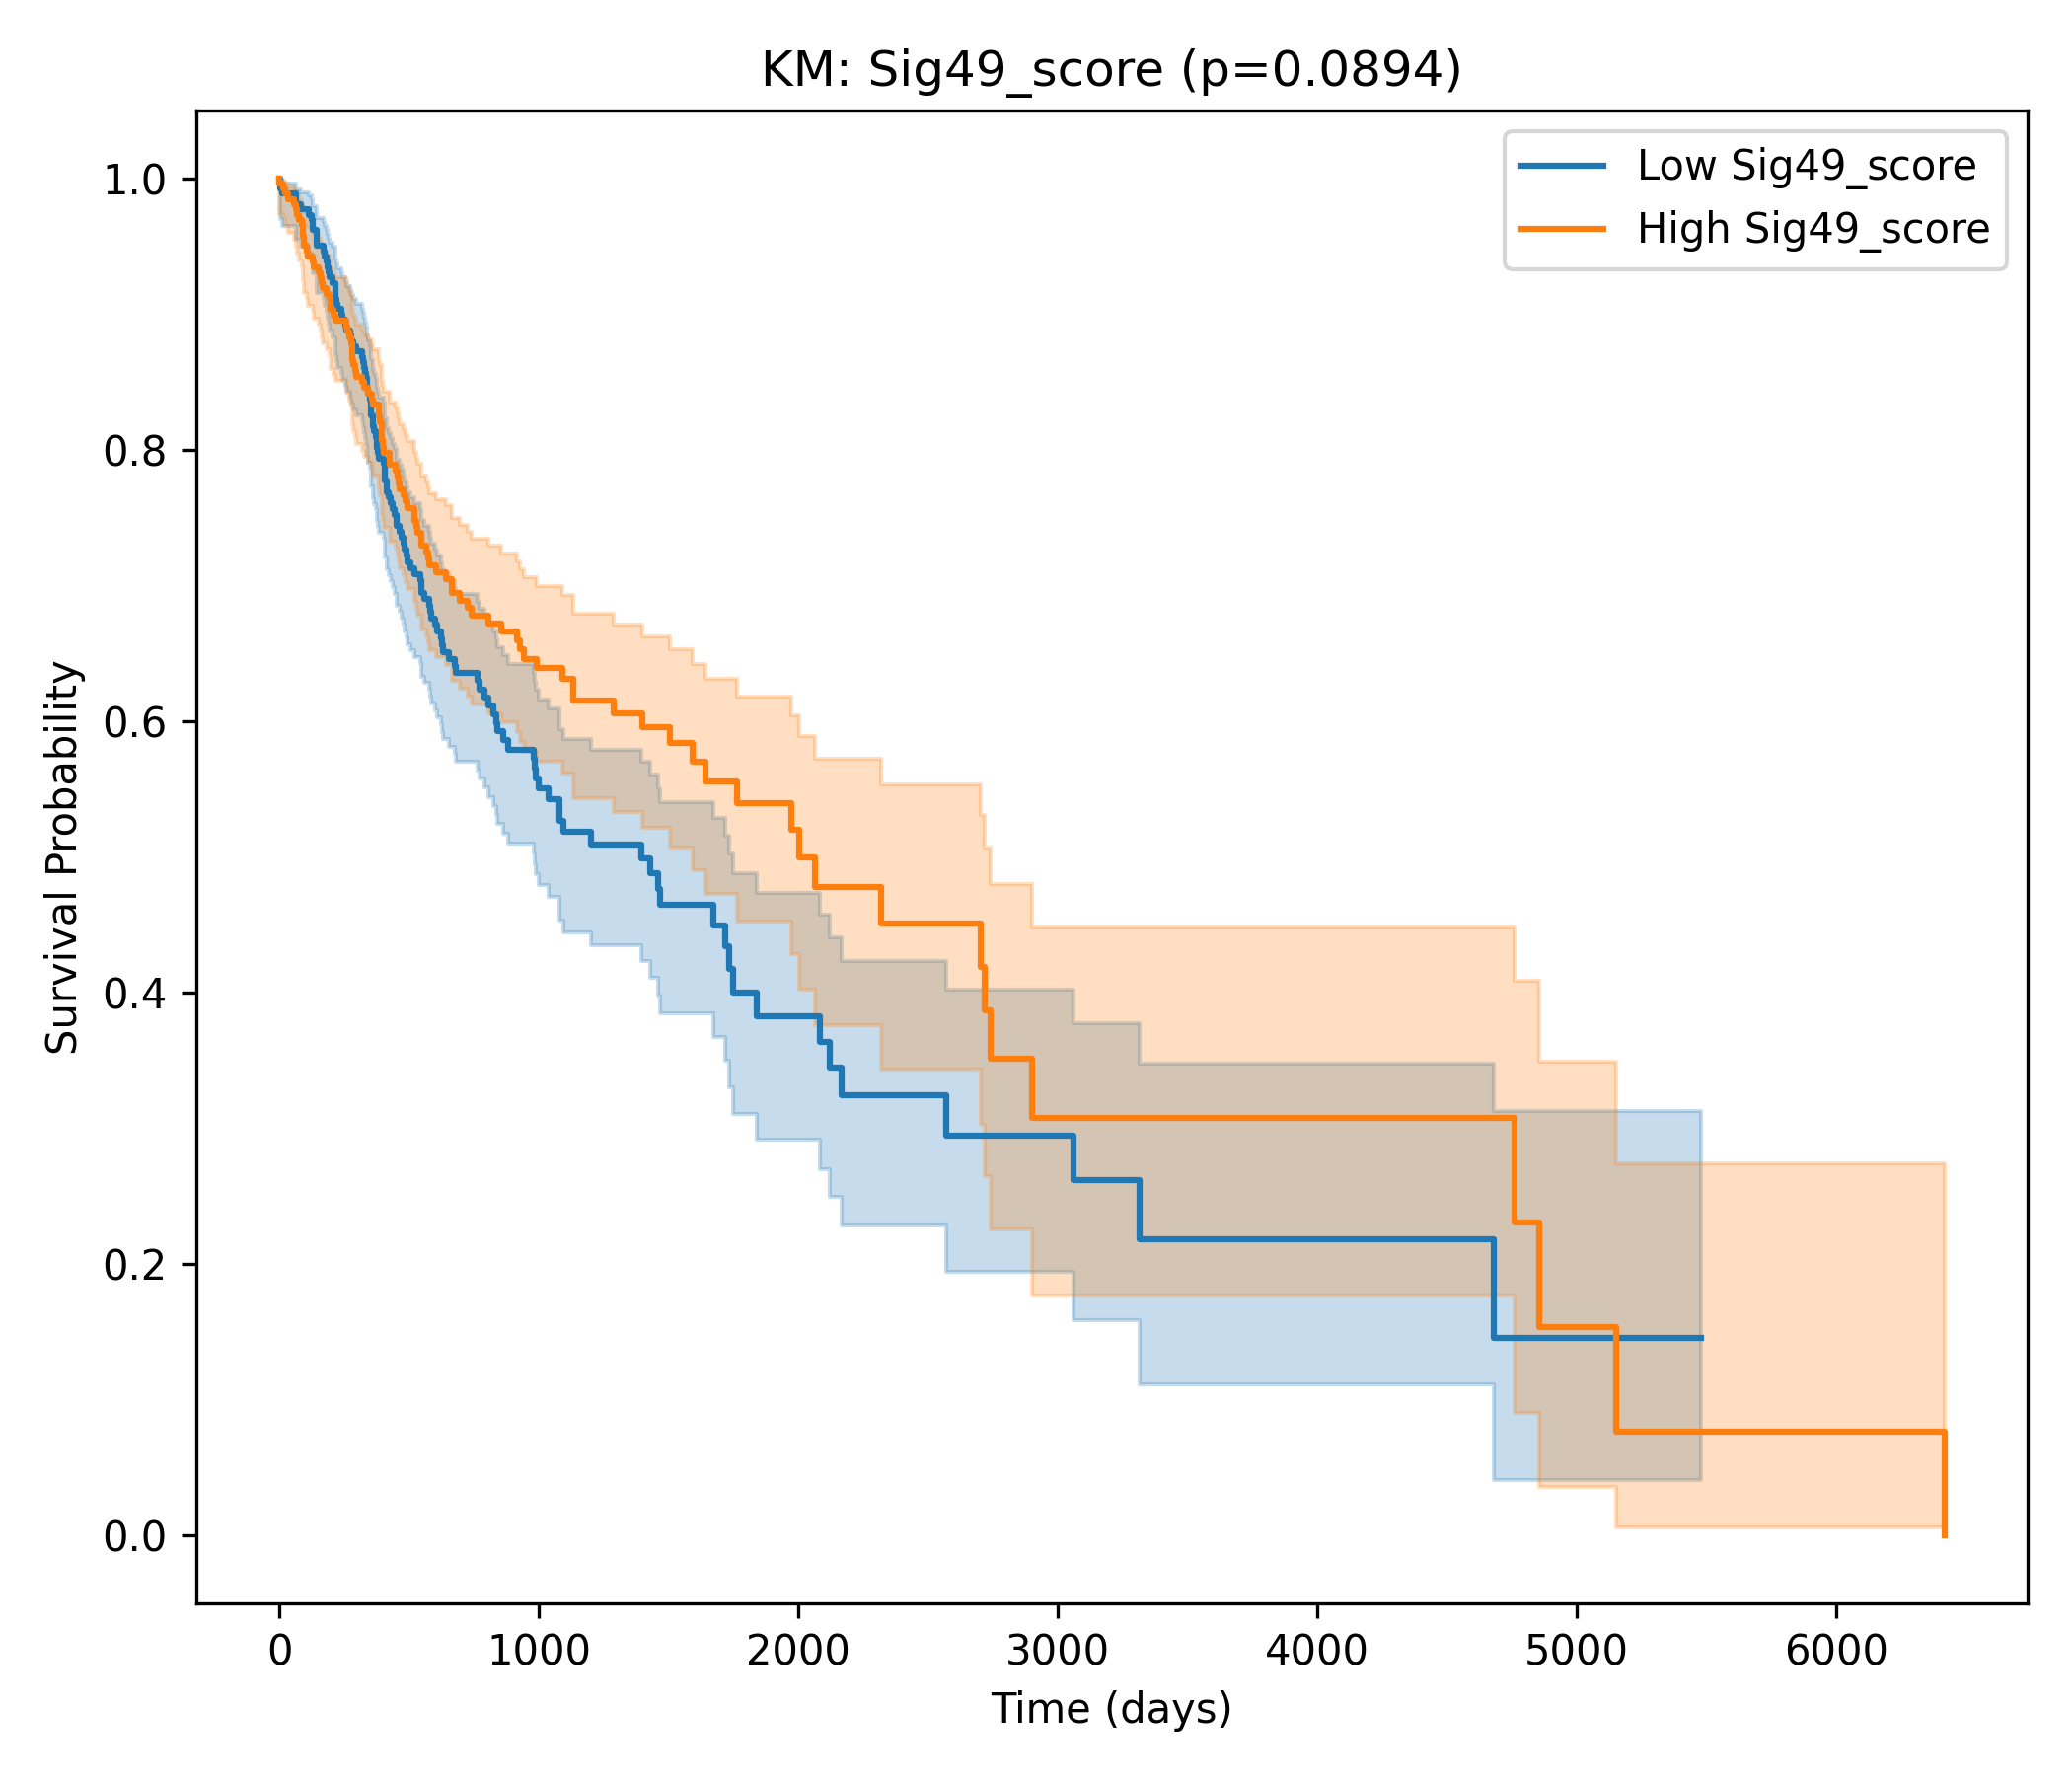 KM: Sig49_score (p=0.0894)
Low Sig49_score
High Sig49_score
Survival Probability
1.0
0.8
0.6
0.4
0.2
0.0
0 1000 2000 3000 4000 5000 6000
Time (days)